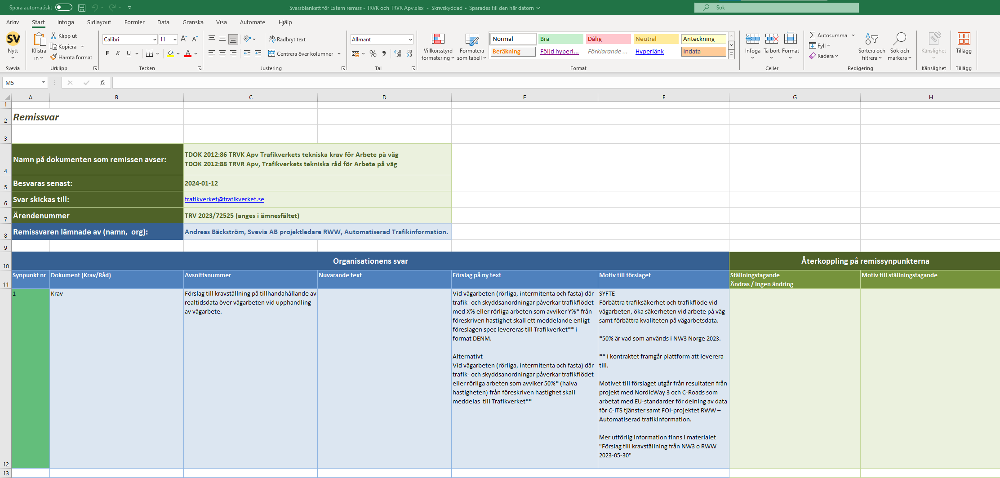 Spara automatiskt
Svarsblankett för Extern remiss - TRVK och TRVR Apv.xlsx - Skrivskyddad • Sparades till den här datorn
Sök
Arkiv Start Infoga Sidlayout Formler Data Granska Visa Automate Hjälp
SV
Nytt
Svevia
Klistra in
Klipp ut
Kopiera
Hämta format
Urklipp
Calibri 11 A A
F K U A
Tecken
Radbryt text
Centrera över kolumner
Justering
Allmänt
%
Tal
Villkorsstyrd formatering
Formatera som tabell
Normal Bra Dålig Neutral Anteckning
Beräkning Följd hyperl... Förklarande ... Hyperlänk Indata
Format
Infoga Ta bort Format
Celler
Autosumma
Fyll
Radera
Sortera och filtrera
Sök och markera
Redigering
Känslighet
Känslighet
Tillägg
Tillägg
M5 fx
A B C D E F G H
1
2 Remissvar
3
4 Namn på dokumenten som remissen avser:
TDOK 2012:86 TRVK Apv Trafikverkets tekniska krav för Arbete på väg
TDOK 2012:88 TRVR Apv, Trafikverkets tekniska råd för Arbete på väg
5 Besvaras senast: 2024-01-12
6 Svar skickas till: trafikverket@trafikverket.se
7 Ärendenummer TRV 2023/72525 (anges i ämnesfältet)
8 Remissvaren lämnade av (namn, org): Andreas Bäckström, Svevia AB projektledare RWW, Automatiserad Trafikinformation.
9
10 Organisationens svar Återkoppling på remissynpunkterna
11 Synpunkt nr Dokument (Krav/Råd) Avsnittsnummer Nuvarande text Förslag på ny text Motiv till förslaget
Ställningstagande
Ändras / Ingen ändring
Motiv till ställningstagande
12
1
Krav
Förslag till kravställning på tillhandahållande av
realtidsdata över vägarbeten vid upphandling
av vägarbete.
Vid vägarbeten (rörliga, intermitenta och fasta) där
trafik- och skyddsanordningar påverkar trafikflödet
med X% eller rörliga arbeten som avviker Y%* från
föreskriven hastighet skall ett meddelande enligt
föreslagen spec levereras till Trafikverket** i
format DENM.
Alternativt
Vid vägarbeten (rörliga, intermitenta och fasta) där
trafik- och skyddsanordningar påverkar trafikflödet
eller rörliga arbeten som avviker 50%* (halva
hastigheten) från föreskriven hastighet skall
meddelas till Trafikverket**
SYFTE
Förbättra trafiksäkerhet och trafikflöde vid
vägarbeten, öka säkerheten vid arbete på väg
samt förbättra kvaliteten på vägarbetsdata.
*50% är vad som används i NW3 Norge 2023.
** I kontraktet framgår plattform att leverera
till.
Motivet till förslaget utgår från resultaten från
projekt med NordicWay 3 och C-Roads som
arbetat med EU-standarder för delning av data
för C-ITS tjänster samt FOI-projektet RWW –
Automatiserad trafikinformation.
Mer utförlig information finns i materialet
"Förslag till kravställning från NW3 o RWW
2023-05-30"
13